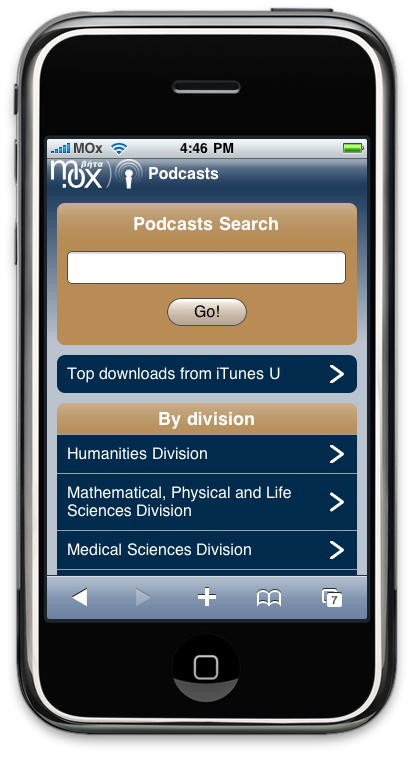 MOx 4:46 PM
βήτα
m.ox Podcasts
Podcasts Search
Go!
Top downloads from iTunes U
By division
Humanities Division
Mathematical, Physical and Life
Sciences Division
Medical Sciences Division
7